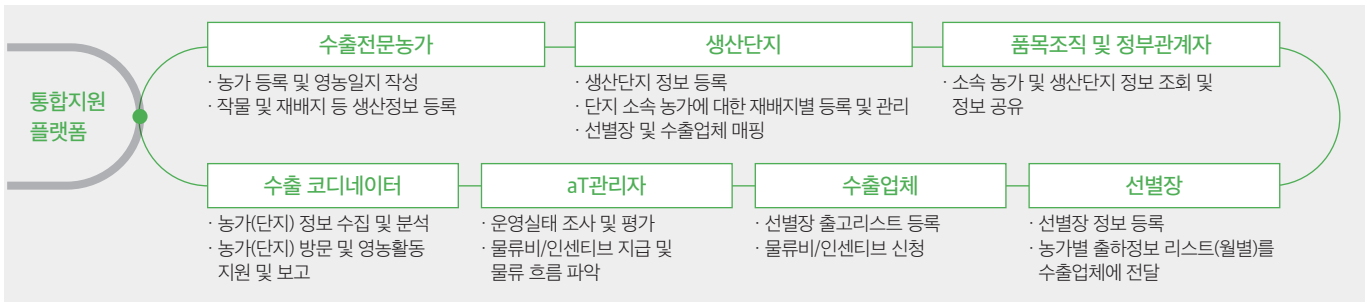 통합지원
플랫폼
수출전문농가
· 농가 등록 및 영농일지 작성
· 작물 및 재배지 등 생산정보 등록
생산단지
· 생산단지 정보 등록
· 단지 소속 농가에 대한 재배지별 등록 및 관리
· 선별장 및 수출업체 매핑
품목조직 및 정부관계자
· 소속 농가 및 생산단지 정보 조회 및
정보 공유
수출 코디네이터
· 농가(단지) 정보 수집 및 분석
· 농가(단지) 방문 및 영농활동
지원 및 보고
aT관리자
· 운영실태 조사 및 평가
· 물류비/인센티브 지급 및
물류 흐름 파악
수출업체
· 선별장 출고리스트 등록
· 물류비/인센티브 신청
선별장
· 선별장 정보 등록
· 농가별 출하정보 리스트(월별)를
수출업체에 전달